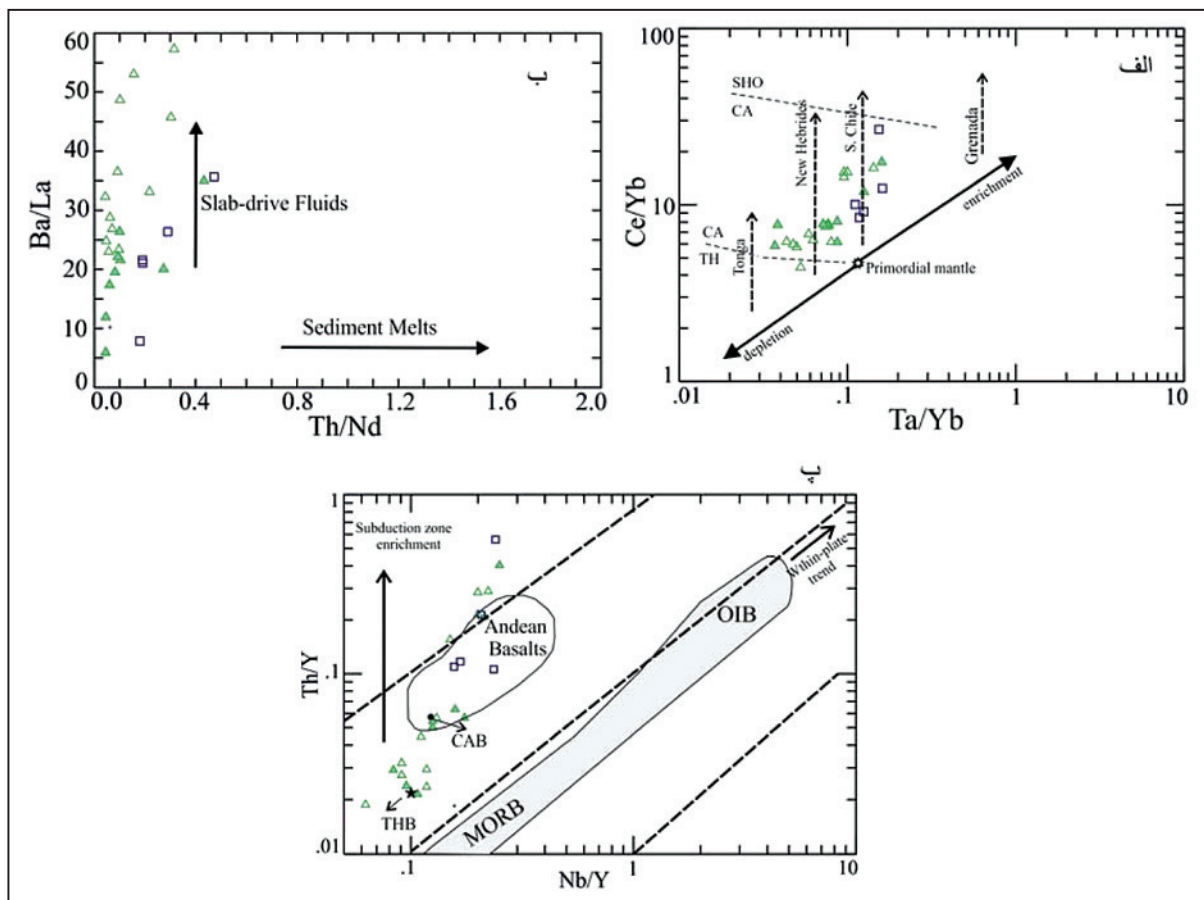 60
50
40
30
20
10
0
Ba/La
Slab-drive Fluids
Sediment Melts
0.0 0.4 0.8 1.2 1.6 2.0
Th/Nd
الف
100
10
1
Ce/Yb
SHO
CA
CA
TH
Tonga
New Hebrides
S. Chile
Grenada
enrichment
Primordial mantle
depletion
.01 0.1 1 10
Ta/Yb
1
0.1
.01
Th/Y
Subduction zone
enrichment
Andean
Basalts
CAB
THB
MORB
OIB
Wthin-plate
trend
.1 1 10
Nb/Y